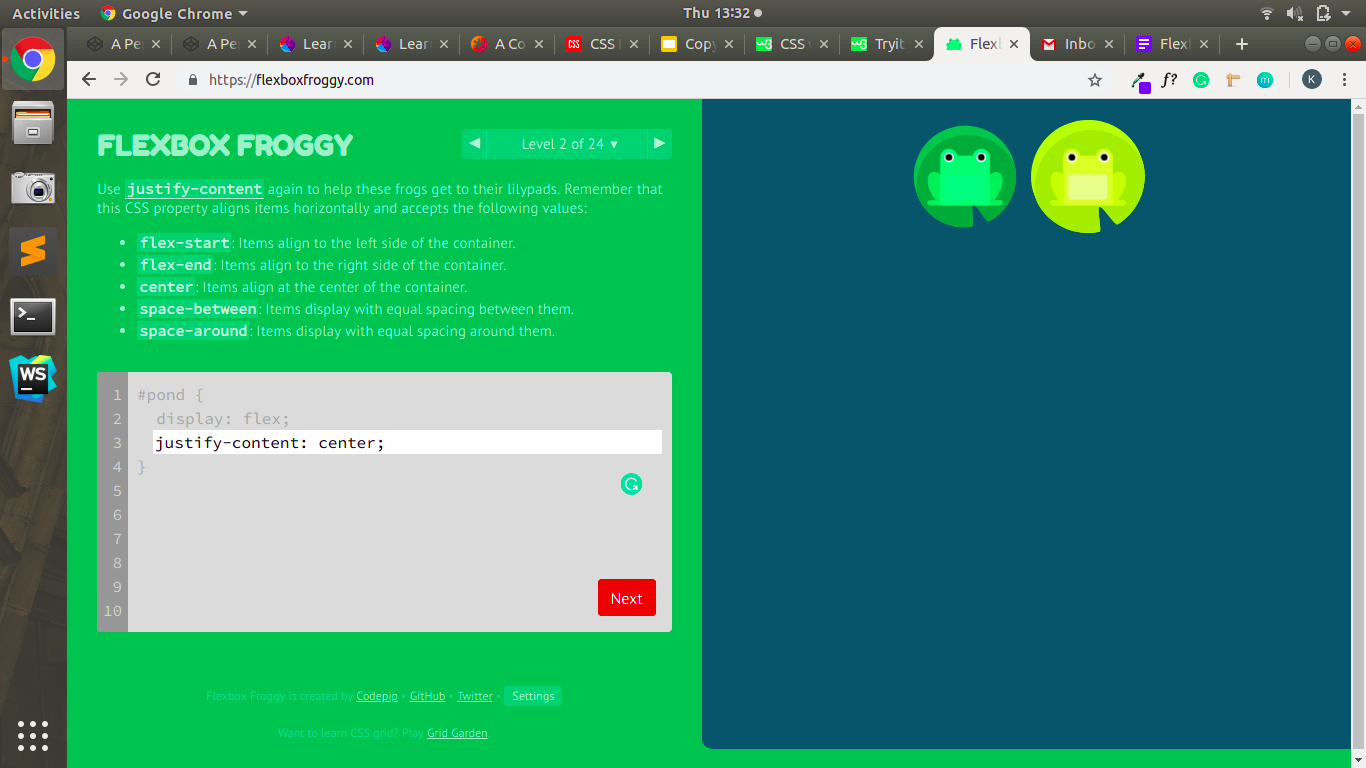 Activities Google Chrome ▾ Thu 13:32
A Pe × A Pe × Lear × Lear × A Co × CSS × Copy × CSS × Tryit × Flexl × Inbo × Flexl × +
https://flexboxfroggy.com f? K
FLEXBOX FROGGY
◀ Level 2 of 24 ▾ ▶
Use justify-content again to help these frogs get to their lilypads. Remember that
this CSS property aligns items horizontally and accepts the following values:
• flex-start: Items align to the left side of the container.
• flex-end: Items align to the right side of the container.
• center: Items align at the center of the container.
• space-between: Items display with equal spacing between them.
• space-around: Items display with equal spacing around them.
1 #pond {
2 display: flex;
3 justify-content: center;
4 }
5
6
7
8
9
10
Next
Flexbox Froggy is created by Codepip • GitHub • Twitter • Settings
Want to learn CSS grid? Play Grid Garden
WS